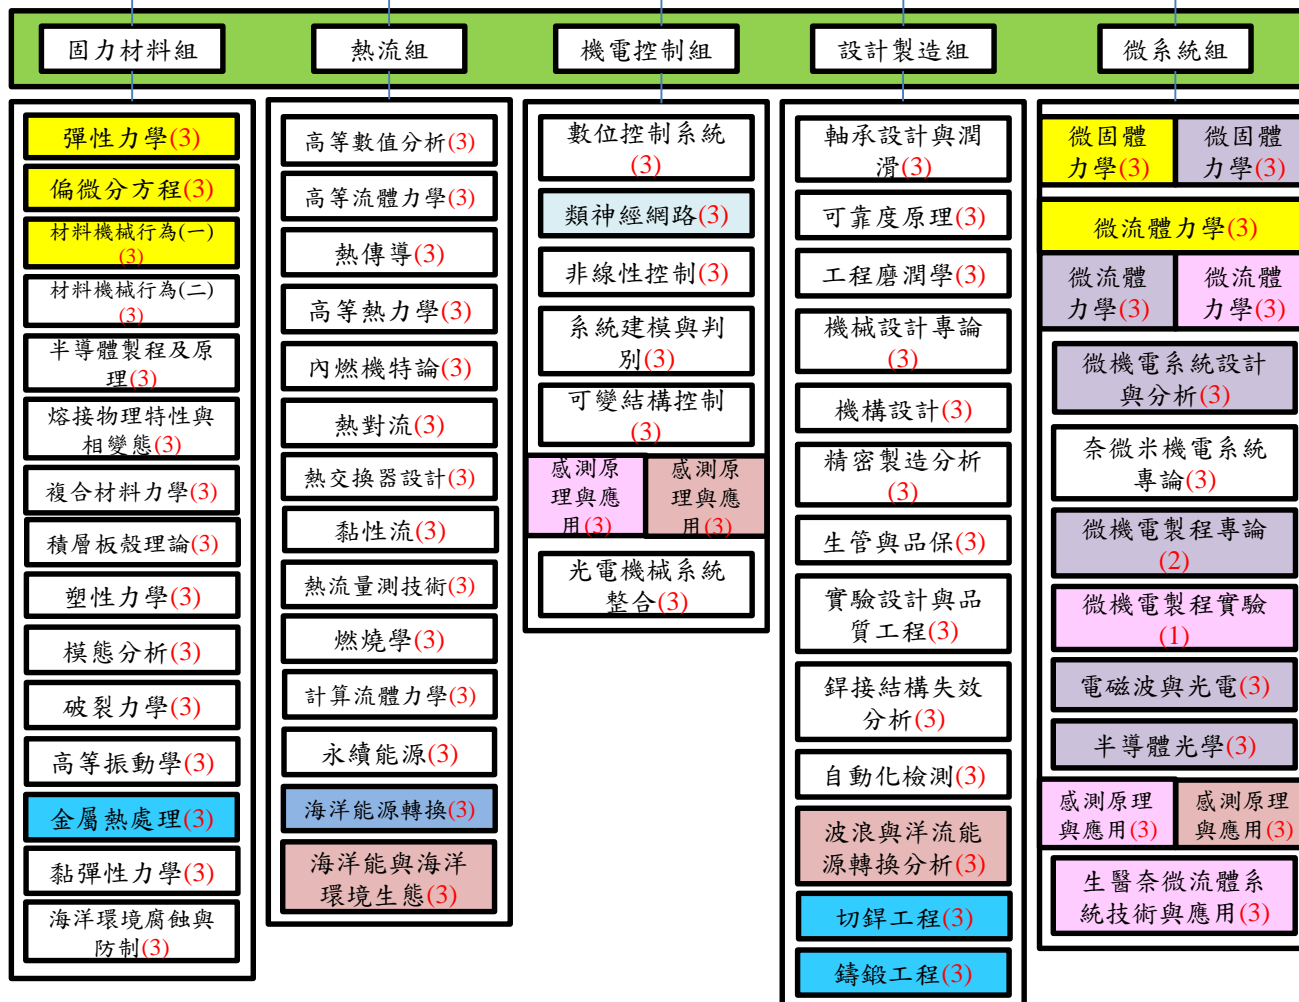 固力材料組
熱流組
機電控制組
設計製造組
微系統組
彈性力學(3)
偏微分方程(3)
材料機械行為(一)
(3)
材料機械行為(二)
(3)
半導體製程及原
理(3)
熔接物理特性與
相變態(3)
複合材料力學(3)
積層板殼理論(3)
塑性力學(3)
模態分析(3)
破裂力學(3)
高等振動學(3)
金屬熱處理(3)
黏彈性力學(3)
海洋環境腐蝕與
防制(3)
高等數值分析(3)
高等流體力學(3)
熱傳導(3)
高等熱力學(3)
內燃機特論(3)
熱對流(3)
熱交換器設計(3)
黏性流(3)
熱流量測技術(3)
燃燒學(3)
計算流體力學(3)
永續能源(3)
海洋能源轉換(3)
海洋能與海洋
環境生態(3)
數位控制系統
(3)
類神經網路(3)
非線性控制(3)
系統建模與判
別(3)
可變結構控制
(3)
感測原
理與應
用(3)
感測原
理與應
用(3)
光電機械系統
整合(3)
軸承設計與潤
滑(3)
可靠度原理(3)
工程磨潤學(3)
機械設計專論
(3)
機構設計(3)
精密製造分析
(3)
生管與品保(3)
實驗設計與品
質工程(3)
銲接結構失效
分析(3)
自動化檢測(3)
波浪與洋流能
源轉換分析(3)
切銲工程(3)
鑄鍛工程(3)
微固體
力學(3)
微固體
力學(3)
微流體力學(3)
微流體
力學(3)
微流體
力學(3)
微機電系統設計
與分析(3)
奈微米機電系統
專論(3)
微機電製程專論
(2)
微機電製程實驗
(1)
電磁波與光電(3)
半導體光學(3)
感測原理
與應用(3)
感測原理
與應用(3)
生醫奈微流體系
統技術與應用(3)